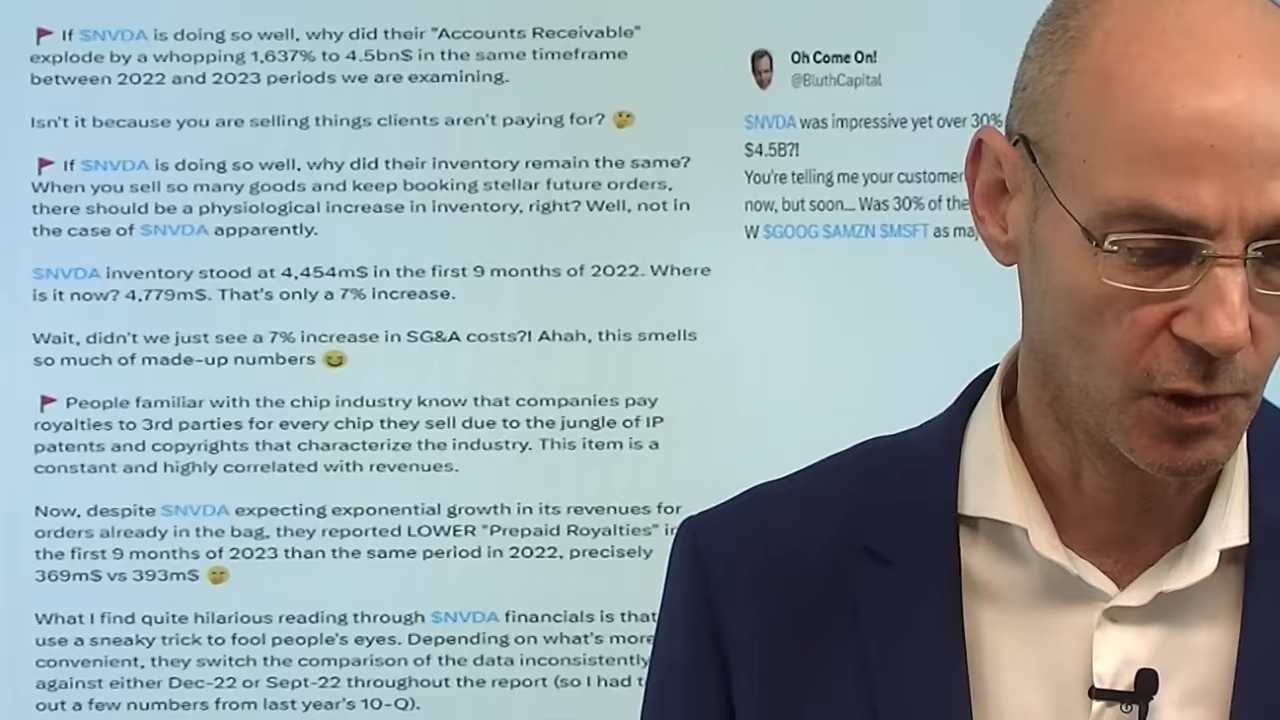 If $NVDA is doing so well, why did their "Accounts Receivable"
explode by a whopping 1,637% to 4.5bn$ in the same timeframe
between 2022 and 2023 periods we are examining.
Isn't it because you are selling things clients aren't paying for? 🤔
If $NVDA is doing so well, why did their inventory remain the same?
When you sell so many goods and keep booking stellar future orders,
there should be a physiological increase in inventory, right? Well, not in
the case of $NVDA apparently.
$NVDA inventory stood at 4,454m$ in the first 9 months of 2022. Where
is it now? 4,779m$. That's only a 7% increase.
Wait, didn't we just see a 7% increase in SG&A costs?! Ahah, this smells
so much of made-up numbers 😄
People familiar with the chip industry know that companies pay
royalties to 3rd parties for every chip they sell due to the jungle of IP
patents and copyrights that characterize the industry. This item is a
constant and highly correlated with revenues.
Now, despite $NVDA expecting exponential growth in its revenues for
orders already in the bag, they reported LOWER "Prepaid Royalties" in
the first 9 months of 2023 than the same period in 2022, precisely
369m$ vs 393m$
What I find quite hilarious reading through $NVDA financials is that
use a sneaky trick to fool people's eyes. Depending on what's more
convenient, they switch the comparison of the data inconsistently
against either Dec-22 or Sept-22 throughout the report (so I had
out a few numbers from last year's 10-Q).
Oh Come On!
@BluthCapital
$NVDA was impressive yet over 30%
$4.5B?!
You're telling me your customer
now, but soon... Was 30% of the
W $GOOG $AMZN $MSFT as